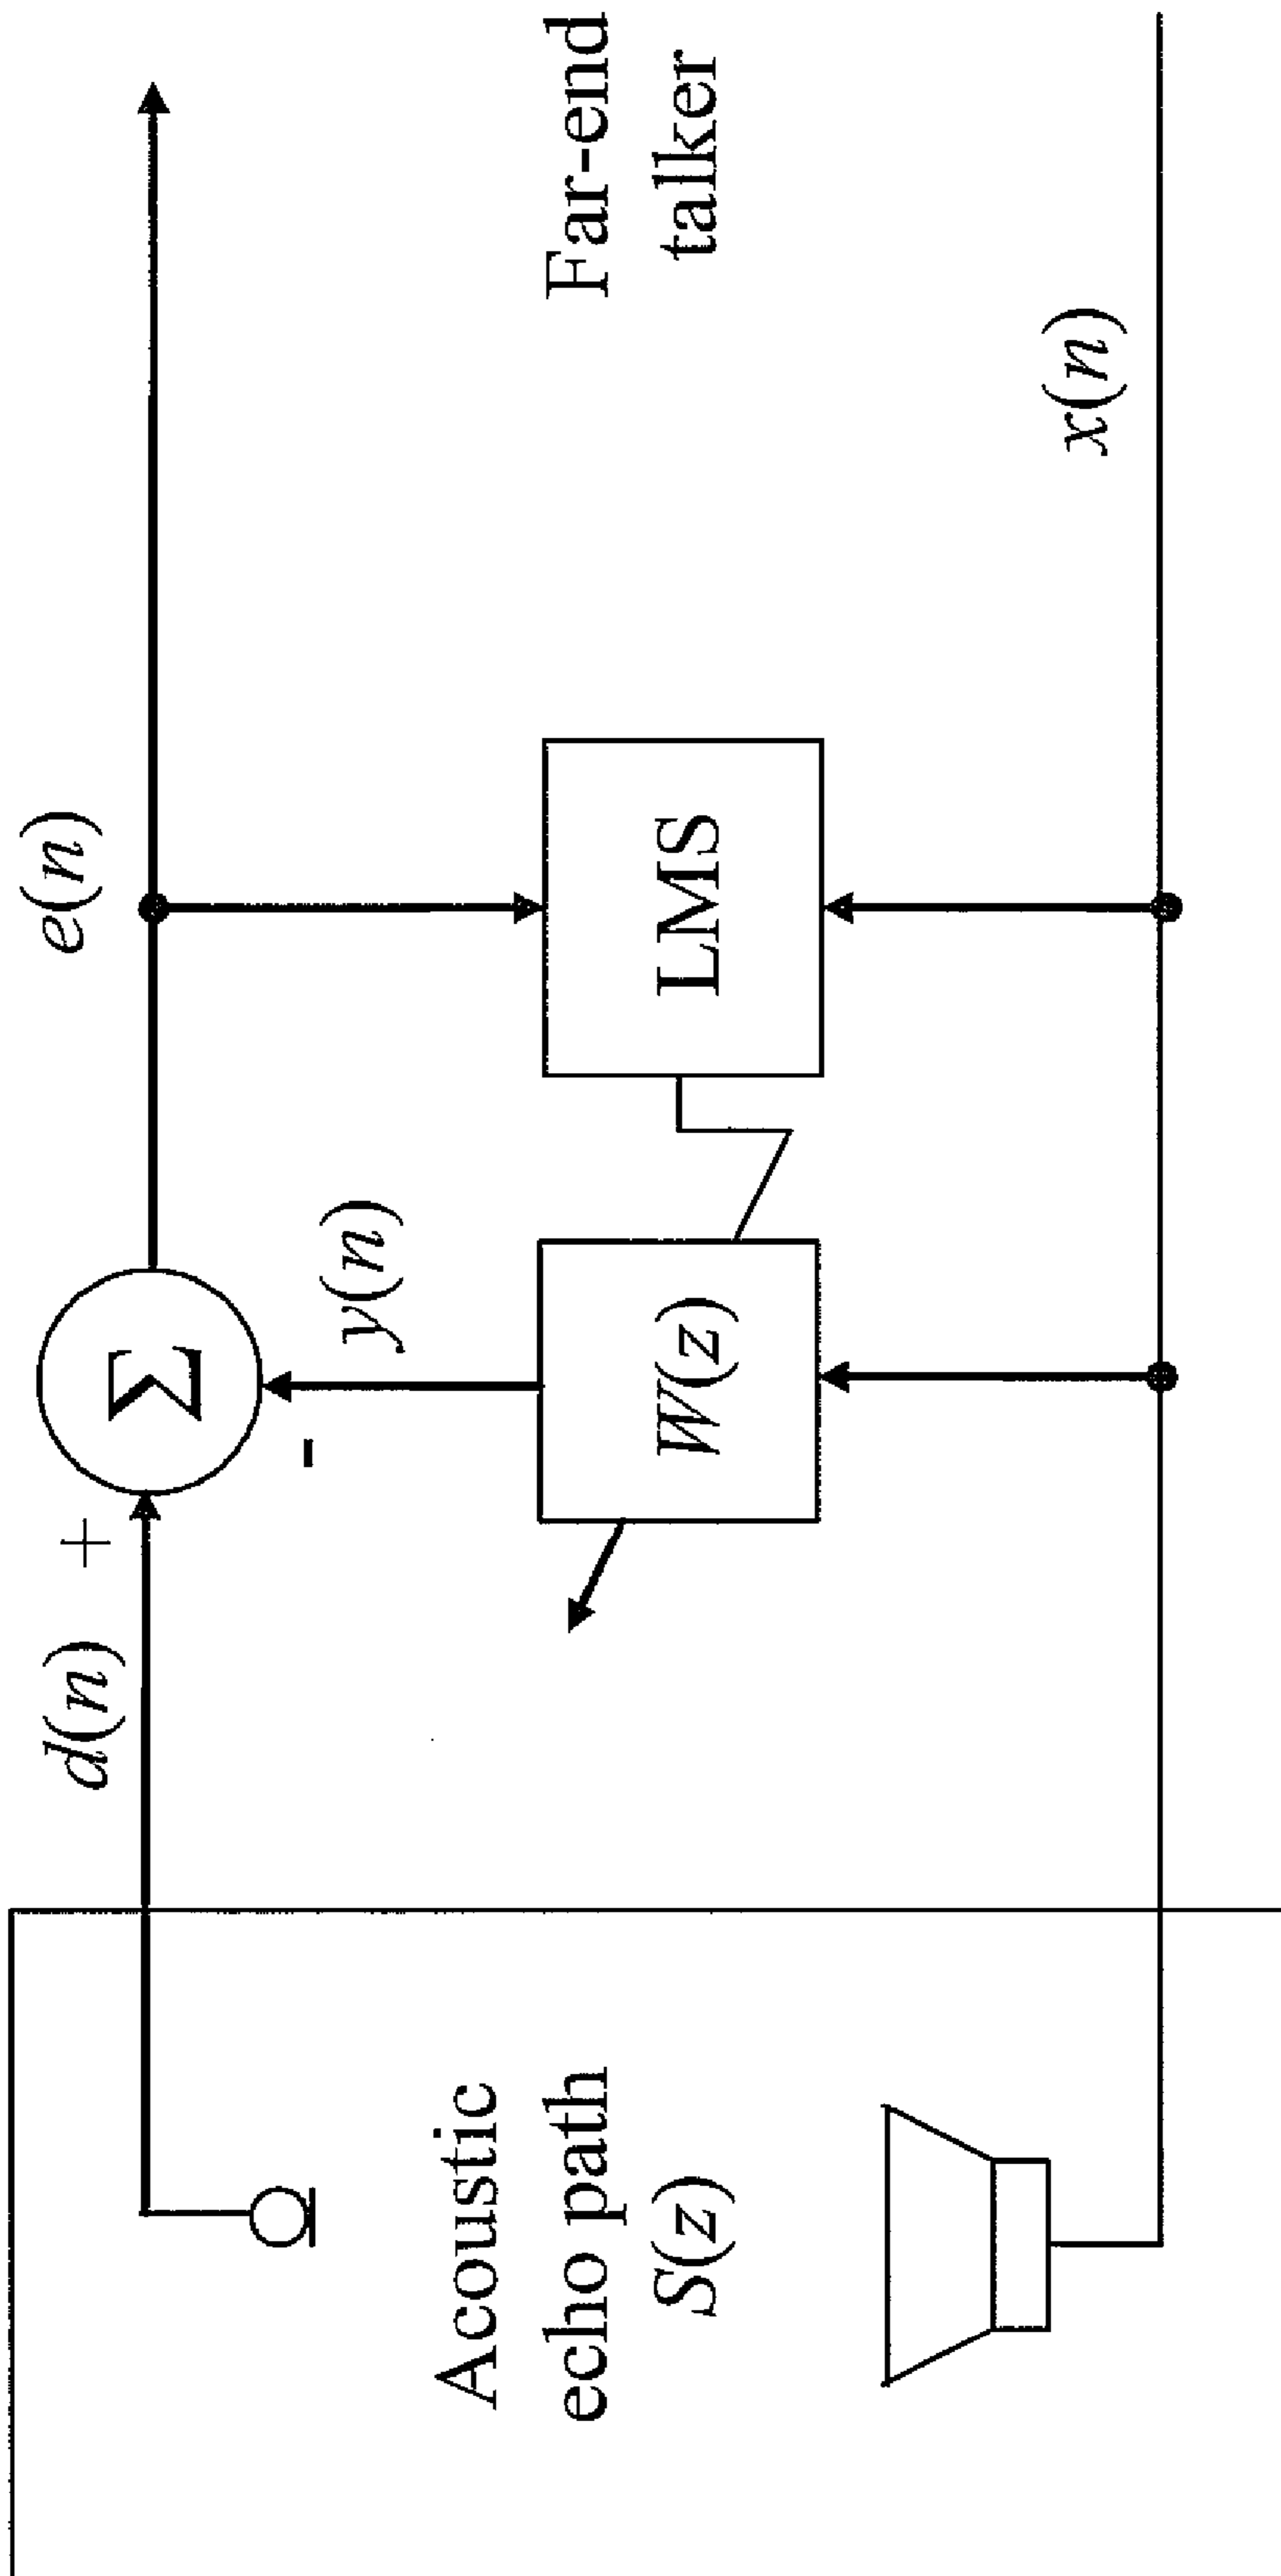 d(n)
+
Σ
e(n)
-
y(n)
Acoustic
echo path
S(z)
W(z)
LMS
Far-end
talker
x(n)